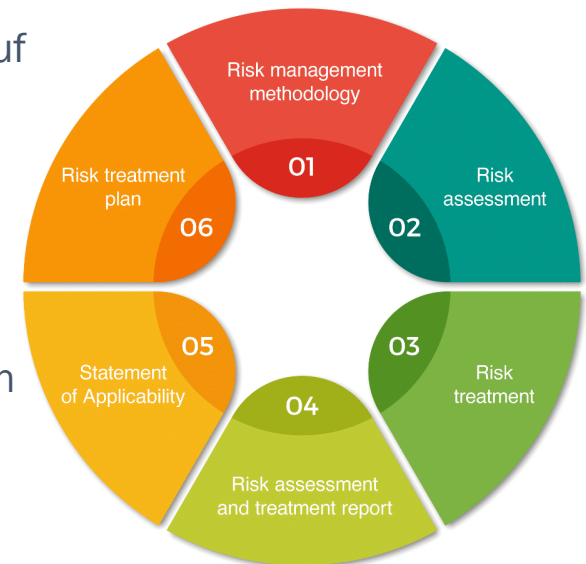 uf
Risk management
methodology
01
Risk
assessment
02
03
Risk
treatment
04
Risk assessment
and treatment report
05
Statement
of Applicability
n
Risk treatment
plan
06